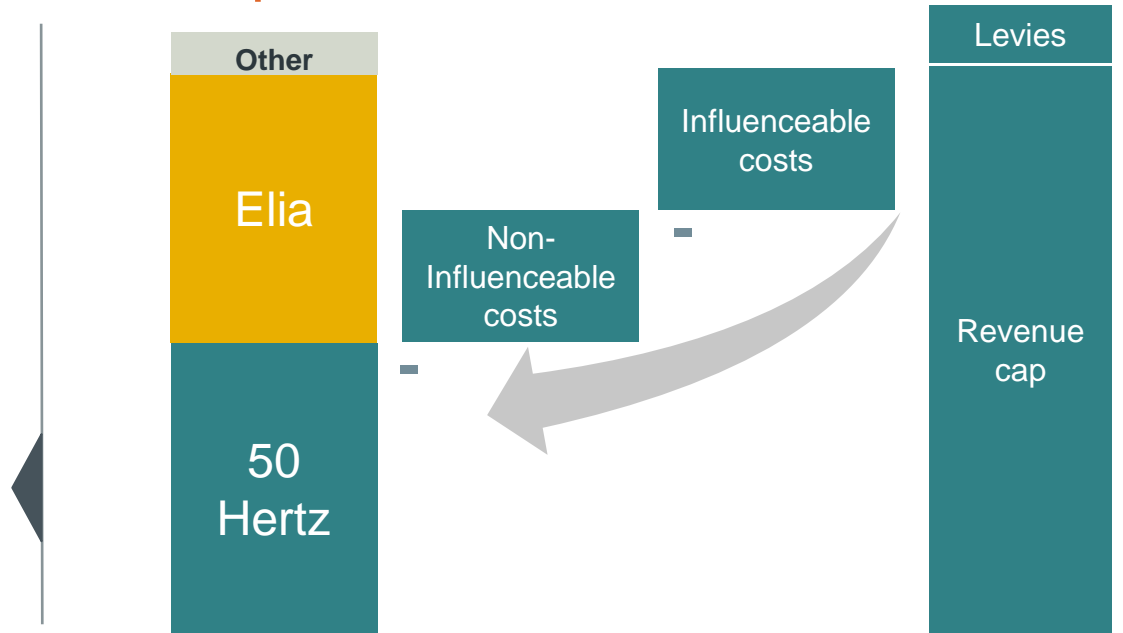 Other
Elia
50
Hertz
Non-
Influenceable
costs
Influenceable
costs
Levies
Revenue
cap